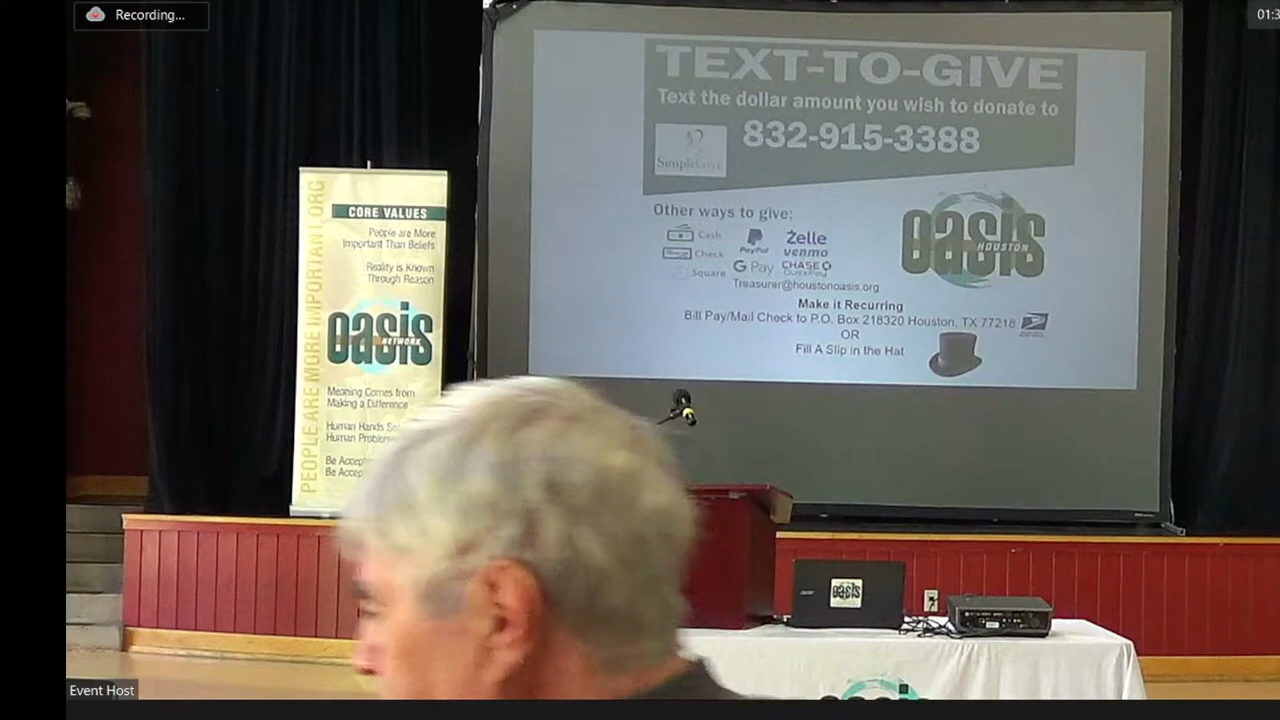 Recording...
01:3
TEXT-TO-GIVE
Text the dollar amount you wish to donate to
832-915-3388
SimpleGive
Other ways to give:
Cash
Check
Square
PayPal
G Pay
Zelle
venmo
CHASE
QuickPay
Treasurer@houstonoasis.org
oasis
HOUSTON
Make it Recurring
Bill Pay/Mail Check to P.O. Box 218320 Houston, TX 77218
OR
Fill A Slip in the Hat
PEOPLE ARE MORE IMPORTANT.ORG
CORE VALUES
People are More
Important Than Beliefs
Reality is Known
Through Reason
oasis
NETWORK
Meaning Comes from
Making a Difference
Human Hands
Human
Be
Be
oasis
Event Host